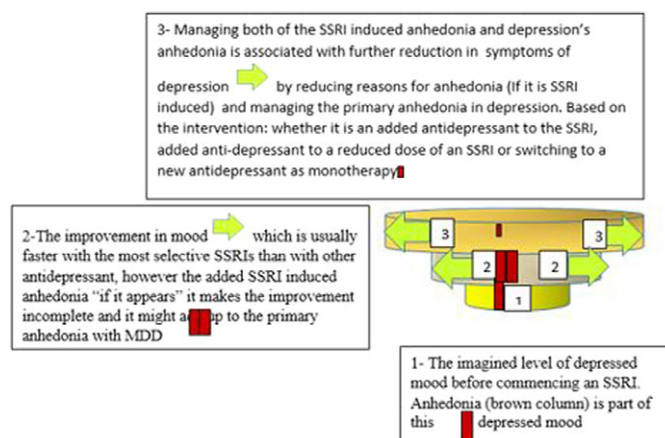 3- Managing both of the SSRI induced anhedonia and depression's
anhedonia is associated with further reduction in symptoms of
depression by reducing reasons for anhedonia (If it is SSRI
induced) and managing the primary anhedonia in depression. Based on
the intervention: whether it is an added antidepressant to the SSRI,
added anti-depressant to a reduced dose of an SSRI or switching to a
new antidepressant as monotherapy
2-The improvement in mood which is usually
faster with the most selective SSRIs than with other
antidepressant, however the added SSRI induced
anhedonia "if it appears" it makes the improvement
incomplete and it might up to the primary
anhedonia with MDD
3 3
2 2
1
1- The imagined level of depressed
mood before commencing an SSRI.
Anhedonia (brown column) is part of
this depressed mood